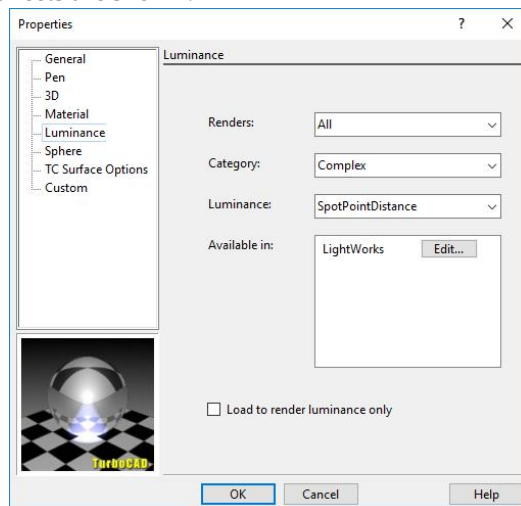 Properties
General
Pen
3D
Material
Luminance
Sphere
TC Surface Options
Custom
Luminance
Renders: All
Category: Complex
Luminance: SpotPointDistance
Available in: LightWorks Edit...
Load to render luminance only
TurboCAD
OK Cancel Help